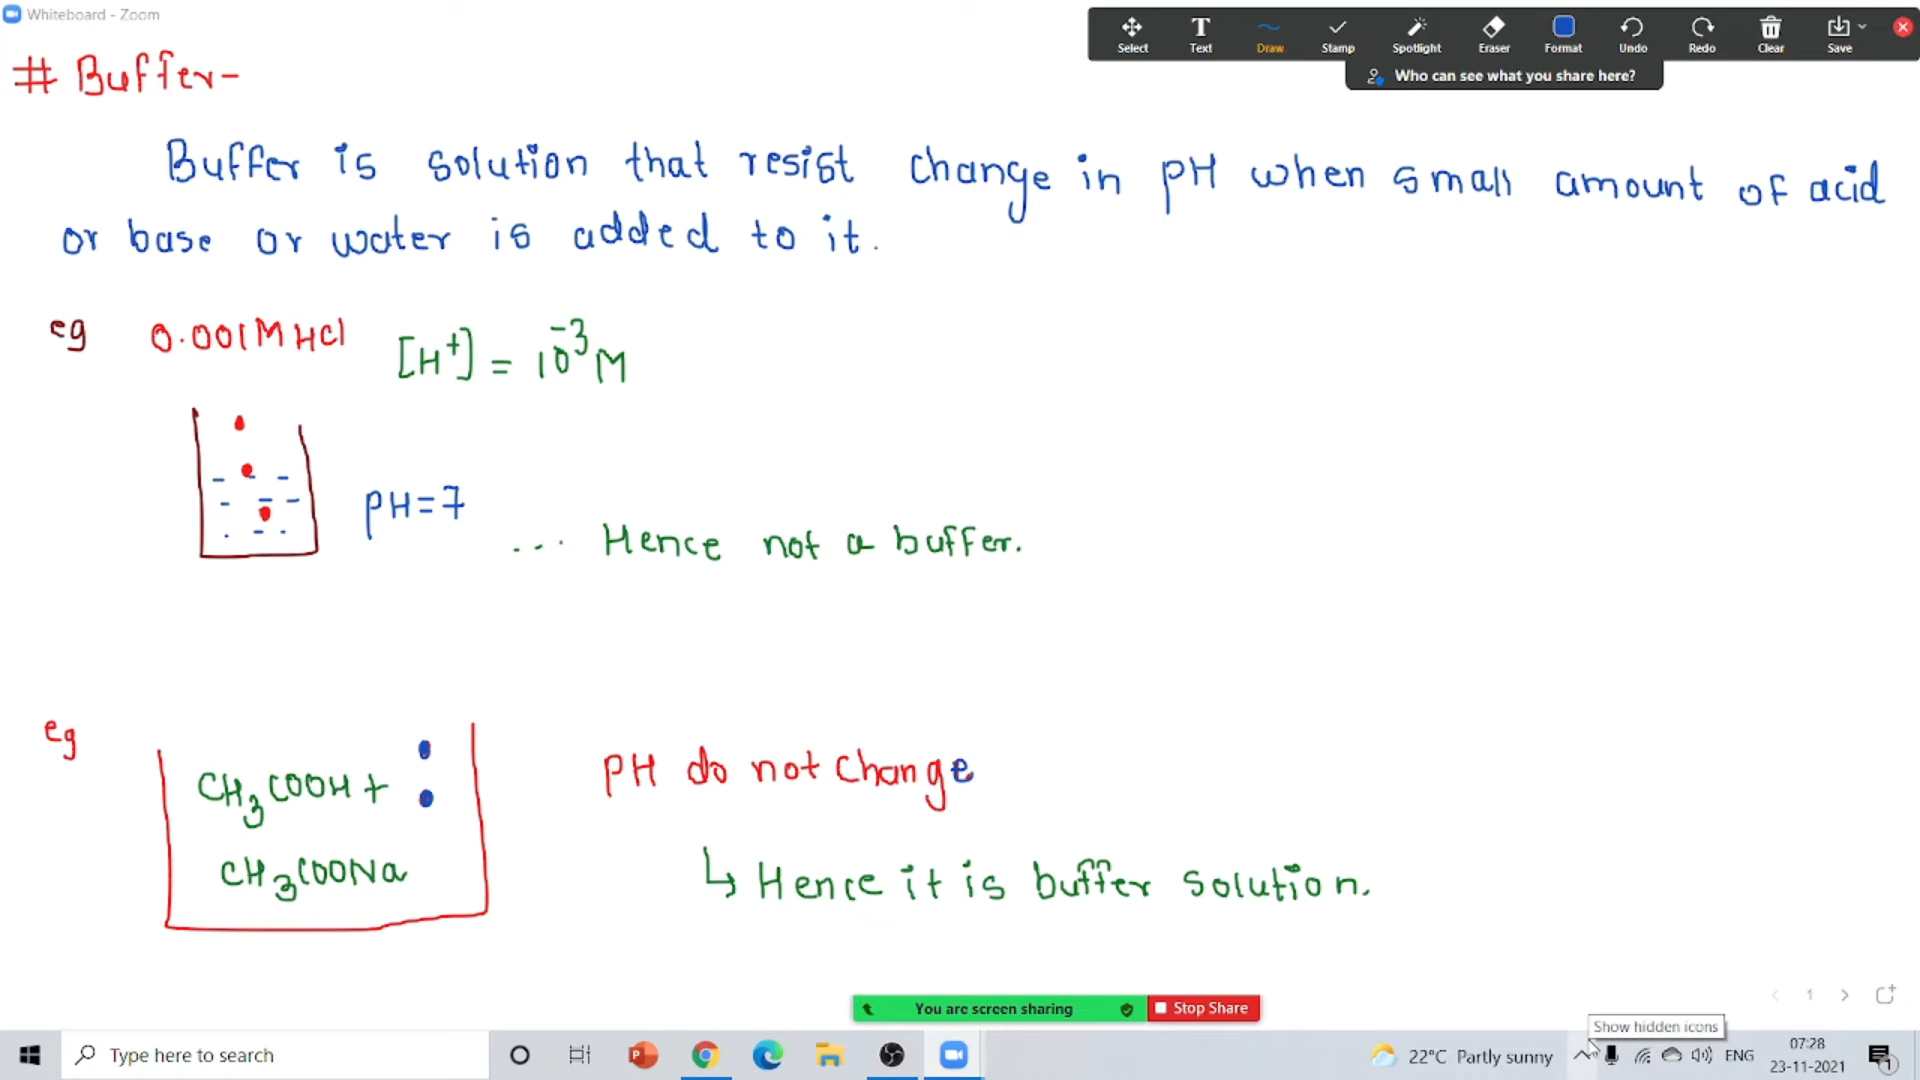 Whiteboard - Zoom
Select Text Draw Stamp Spotlight Eraser Format Undo Redo Clear Save
Who can see what you share here?
# Buffer-
Buffer is solution that resist change in pH when small amount of acid
or base or water is added to it.
eg 0.001M HCl [H⁺] = 10⁻³ M
pH=7
... Hence not a buffer.
eg
CH₃COOH +
CH₃COONa
PH do not change
↳ Hence it is buffer solution.
1
You are screen sharing Stop Share
Show hidden icons
Type here to search
22°C Partly sunny ENG
07:28
23-11-2021
1